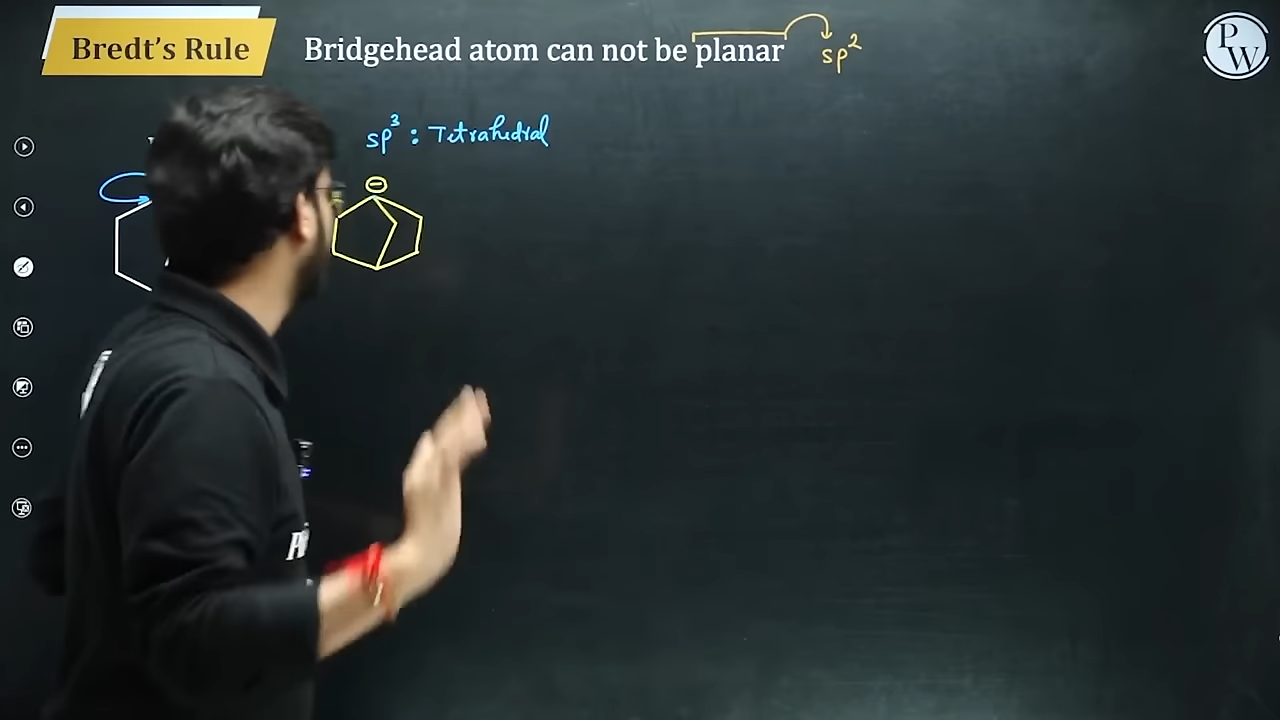 Bredt's Rule
Bridgehead atom can not be planar
sp²
PW
sp³ : Tetrahedral
⊖